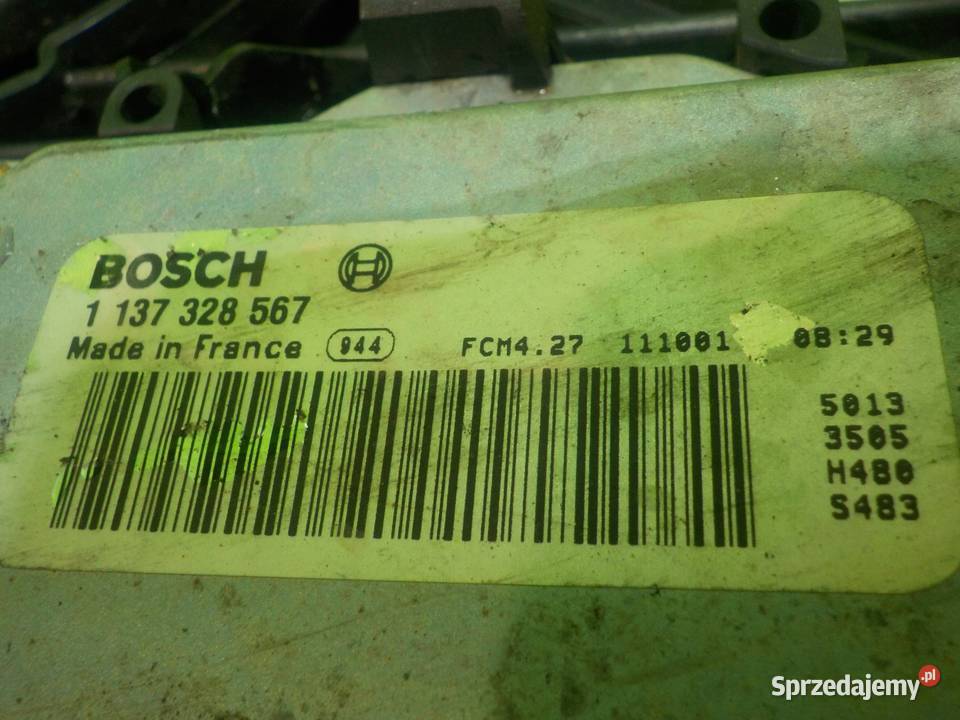 BOSCH
1 137 328 567
Made in France 944 FCM4.27 111001 08:29
5013
3505
H480
S483
Sprzedajemy.pl